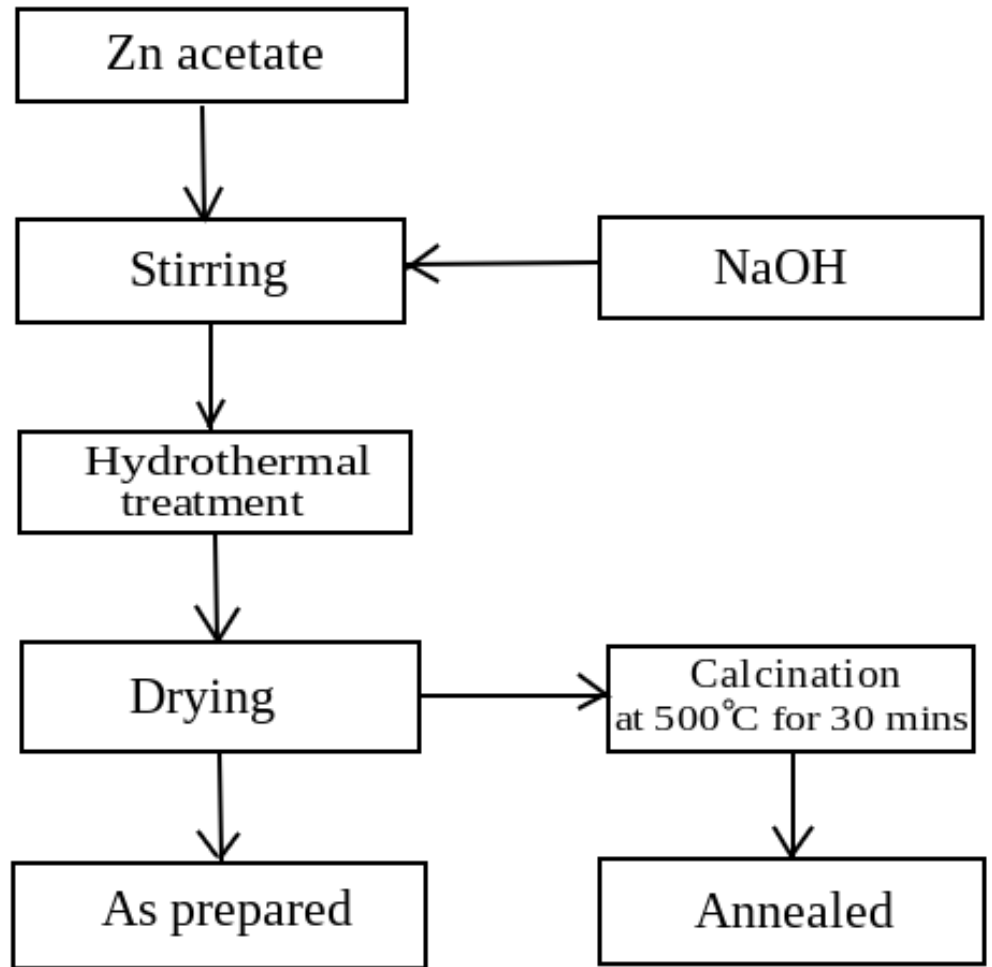 Zn acetate
Stirring
NaOH
Hydrothermal
treatment
Drying
Calcination
at 500°C for 30 mins
As prepared
Annealed